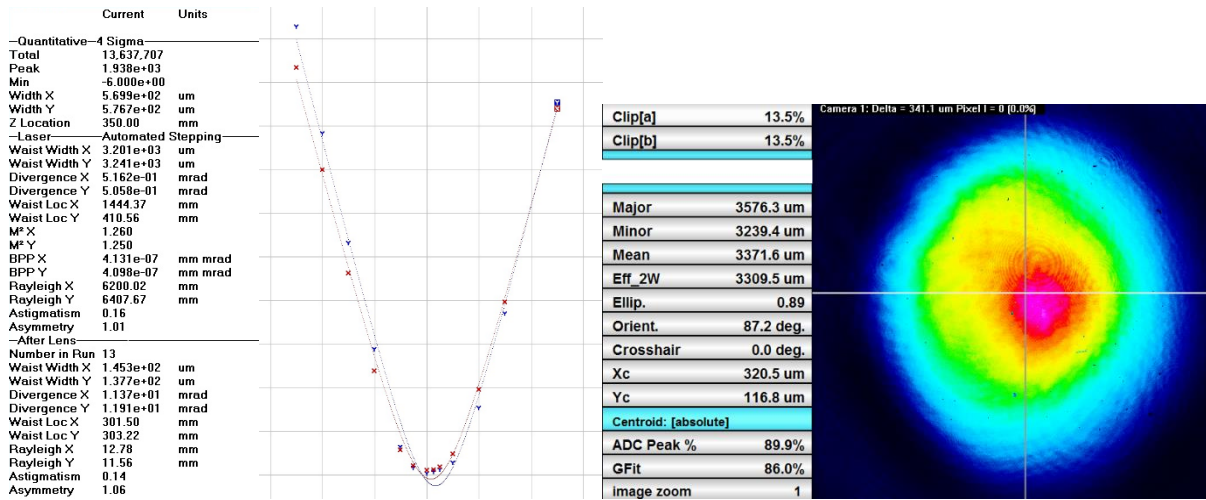 Current Units
Quantitative-4 Sigma
Total 13,637,707
Peak 1.938e+03
Min -6.000e+00
Width X 5.699e+02 um
Width Y 5.767e+02 um
Z Location 350.00 mm
Laser Automated Stepping
Waist Width X 3.201e+03 um
Waist Width Y 3.241e+03 um
Divergence X 5.162e-01 mrad
Divergence Y 5.058e-01 mrad
Waist Loc X 1444.37 mm
Waist Loc Y 410.56 mm
M² X 1.260
M² Y 1.250
BPP X 4.131e-07 mm mrad
BPP Y 4.098e-07 mm mrad
Rayleigh X 6200.02 mm
Rayleigh Y 6407.67 mm
Astigmatism 0.16
Asymmetry 1.01
After Lens
Number in Run 13
Waist Width X 1.453e+02 um
Waist Width Y 1.377e+02 um
Divergence X 1.137e+01 mrad
Divergence Y 1.191e+01 mrad
Waist Loc X 301.50 mm
Waist Loc Y 303.22 mm
Rayleigh X 12.78 mm
Rayleigh Y 11.56 mm
Astigmatism 0.14
Asymmetry 1.06
Clip[a] 13.5%
Clip[b] 13.5%
Major 3576.3 um
Minor 3239.4 um
Mean 3371.6 um
Eff_2W 3309.5 um
Ellip. 0.89
Orient. 87.2 deg.
Crosshair 0.0 deg.
Xc 320.5 um
Yc 116.8 um
Centroid: [absolute]
ADC Peak % 89.9%
GFit 86.0%
image zoom 1
Camera 1: Delta = 341.1 um Pixel I = 0 [0.0%]